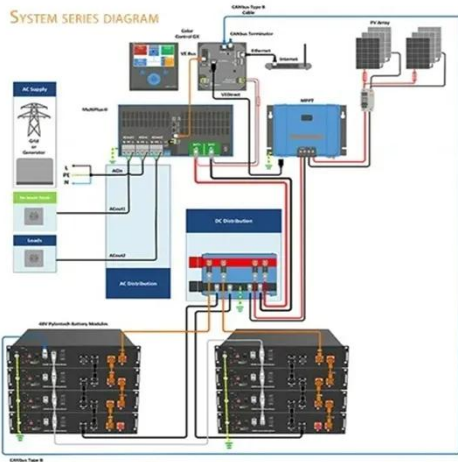 SYSTEM SERIES DIAGRAM
CANbus Type B
Cable
Color
Control GX
CANbus Terminator
VE Bus
Ethernet
Internet
PV Array
AC Supply
MultiPlus-II
VE Direct
MPPT
Grid
or
Generator
L
PE
N
ACin
ACout1
Loads
DC Distribution
ACout2
AC Distribution
48V Pylontech Battery Modules
CANbus Type B